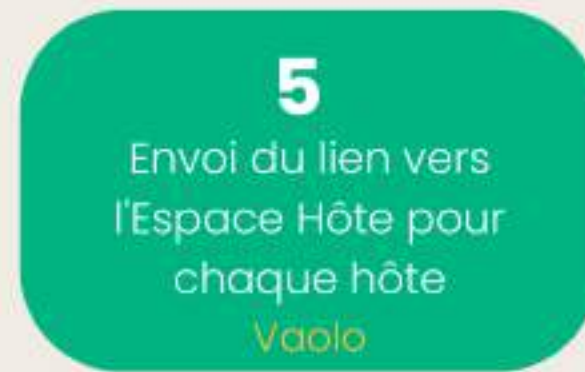 5
Envoi du lien vers
l'Espace Hôte pour
chaque hôte
Vaolo